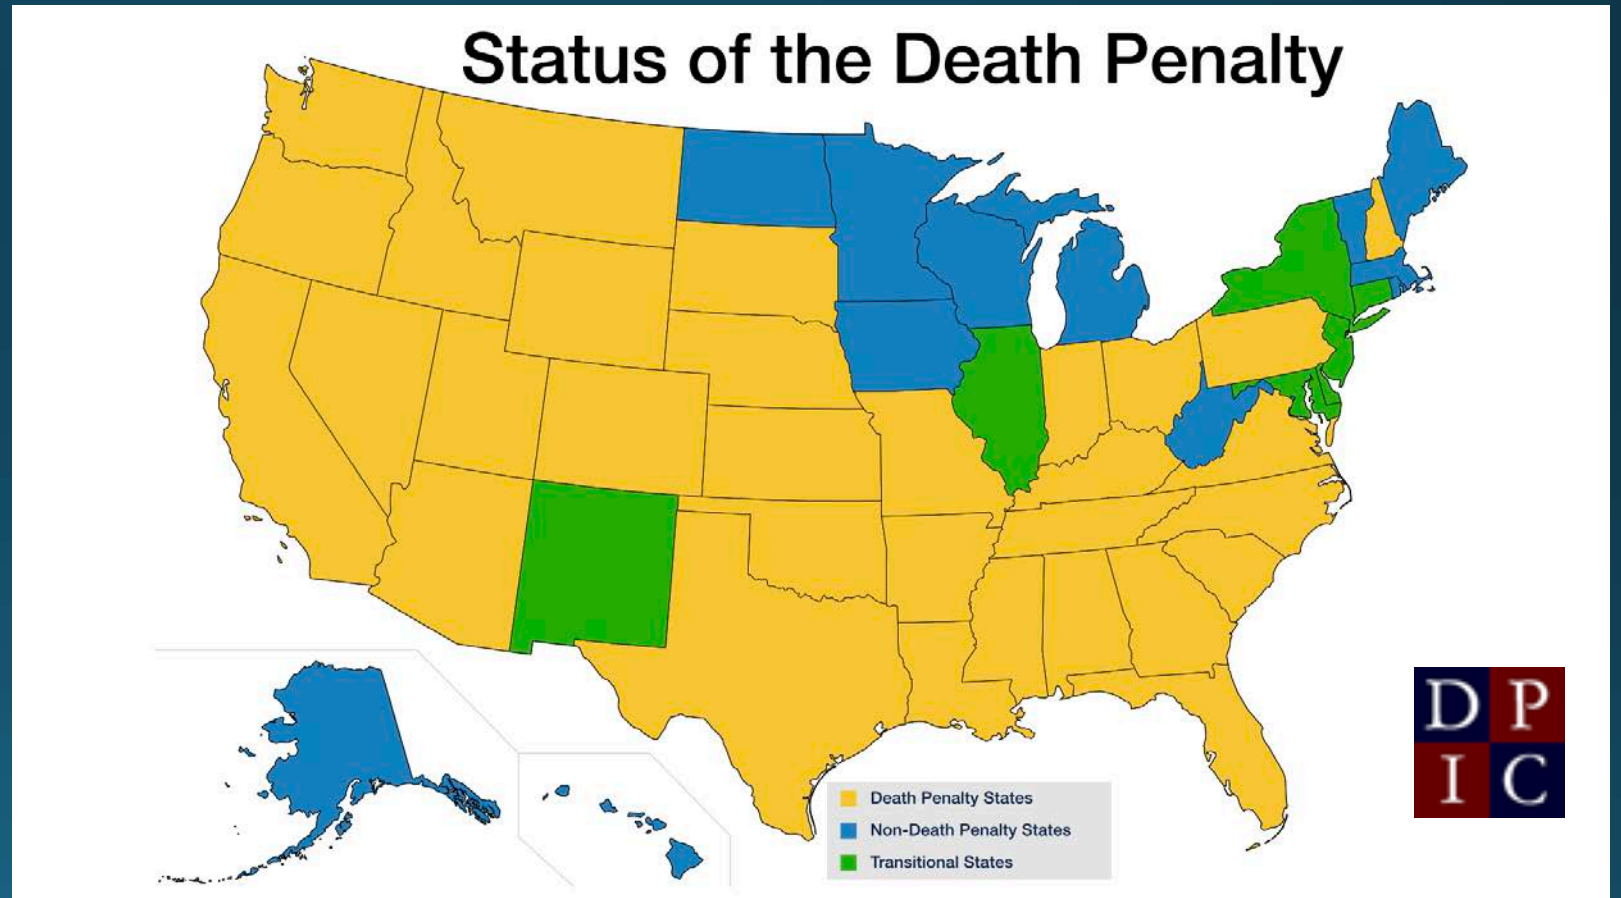 Status of the Death Penalty
D P
I C
Death Penalty States
Non-Death Penalty States
Transitional States